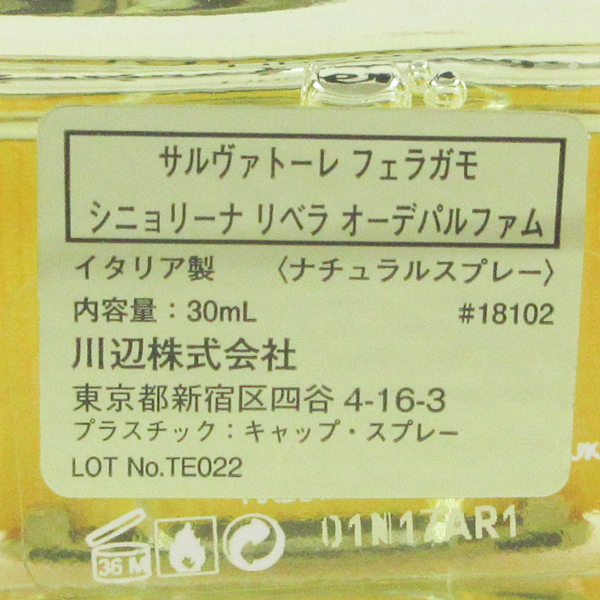 サルヴァトーレ フェラガモ
シニョリーナ リベラ オーデパルファム
イタリア製 〈ナチュラルスプレー〉
内容量：30mL #18102
川辺株式会社
東京都新宿区四谷 4-16-3
プラスチック：キャップ・スプレー
LOT No.TE022
UK
01N17AR1
36 M